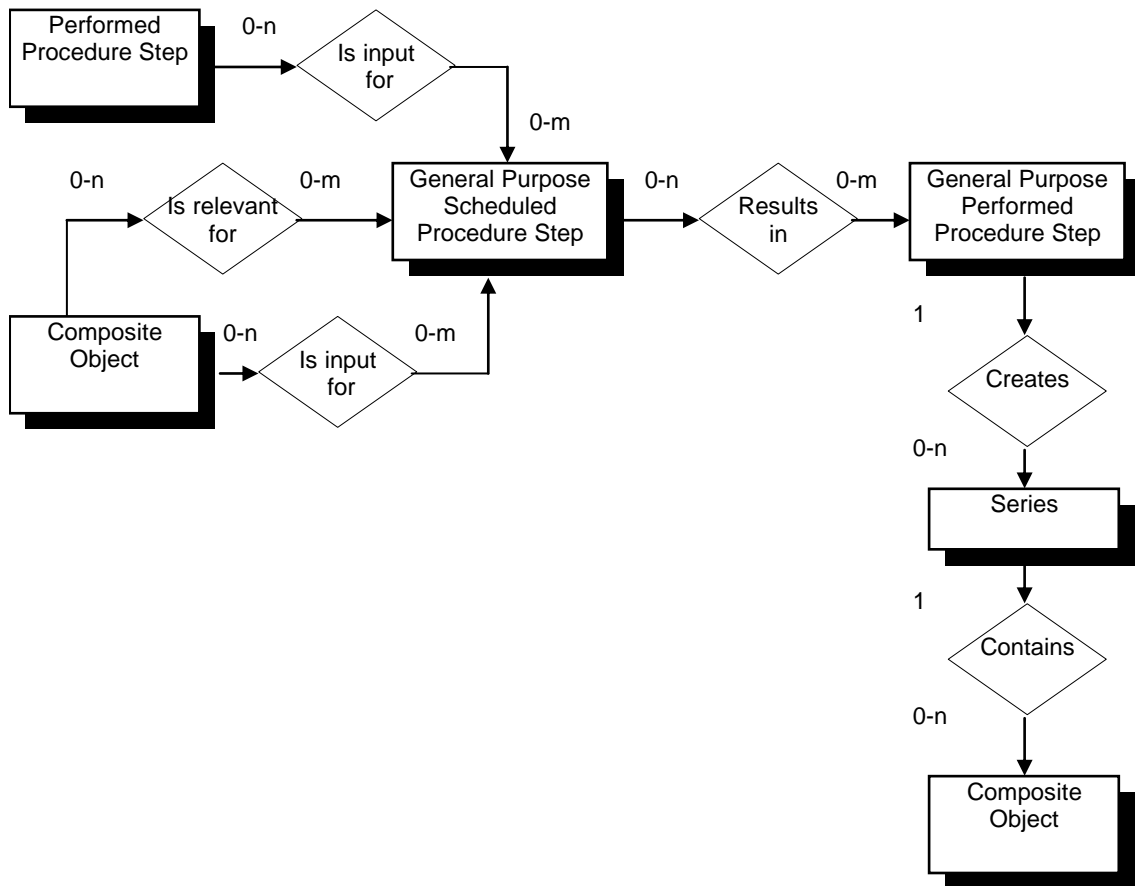 Performed
Procedure Step
0-n
Is input
for
0-m
0-n
Is relevant
for
0-m
General Purpose
Scheduled
Procedure Step
0-n
Results
in
0-m
General Purpose
Performed
Procedure Step
Composite
Object
0-n
Is input
for
0-m
1
Creates
0-n
Series
1
Contains
0-n
Composite
Object